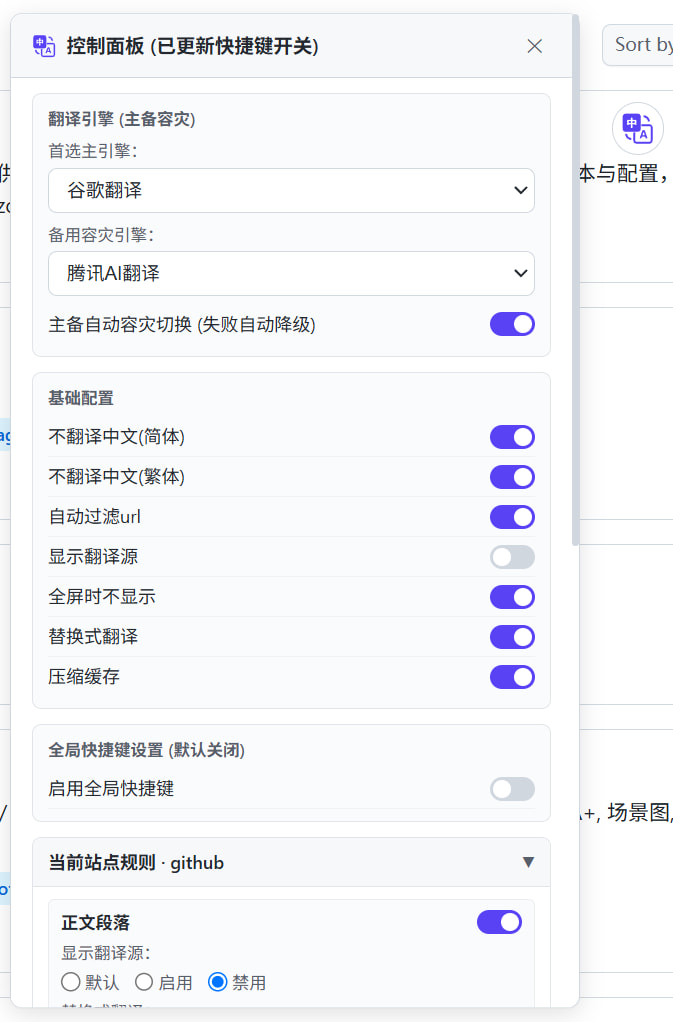 控制面板 (已更新快捷键开关)
Sort by
翻译引擎 (主备容灾)
首选主引擎:
谷歌翻译
本与配置，
备用容灾引擎:
腾讯AI翻译
主备自动容灾切换 (失败自动降级)
基础配置
不翻译中文(简体)
不翻译中文(繁体)
自动过滤url
显示翻译源
全屏时不显示
替换式翻译
压缩缓存
全局快捷键设置 (默认关闭)
启用全局快捷键
+, 场景图,
当前站点规则 · github
正文段落
显示翻译源:
默认 启用 禁用